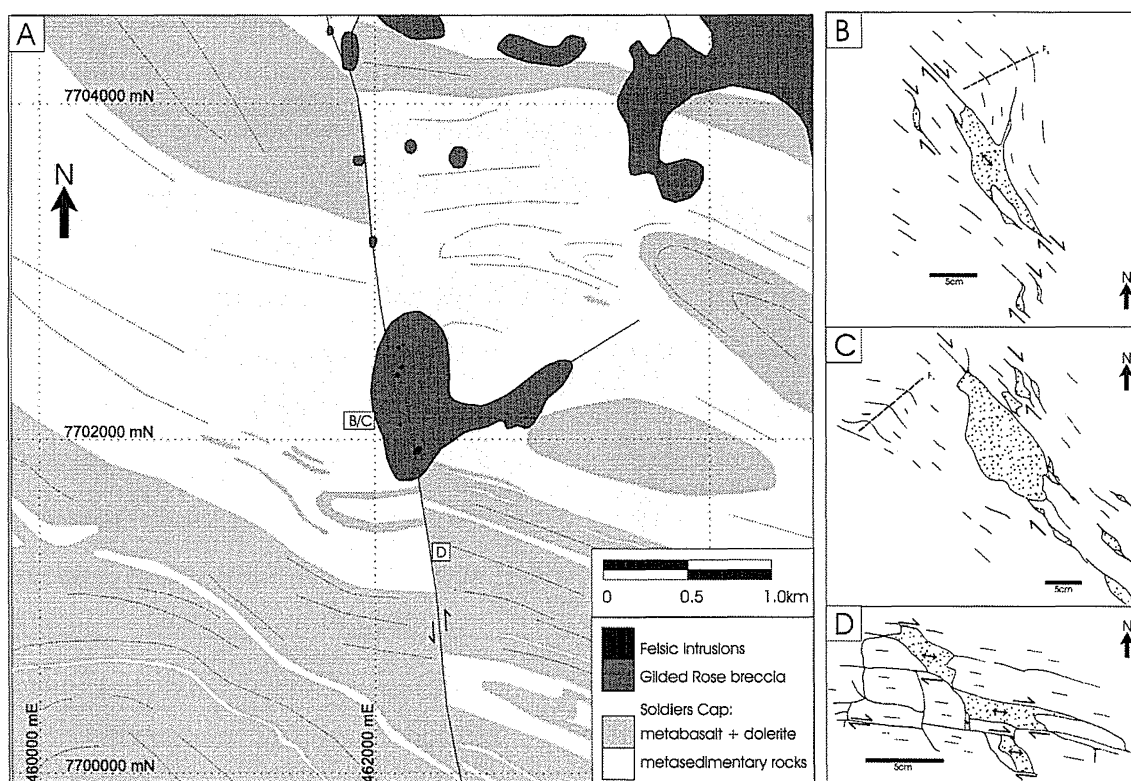 A
7704000 mN
N
B/C
7702000 mN
D
0 0.5 1.0km
Felsic Intrusions
Gilded Rose breccia
Soldiers Cap:
metabasalt + dolerite
metasedimentary rocks
460000 mE
462000 mE
7700000 mN
B
5cm
N
C
N
5cm
D
N
5cm